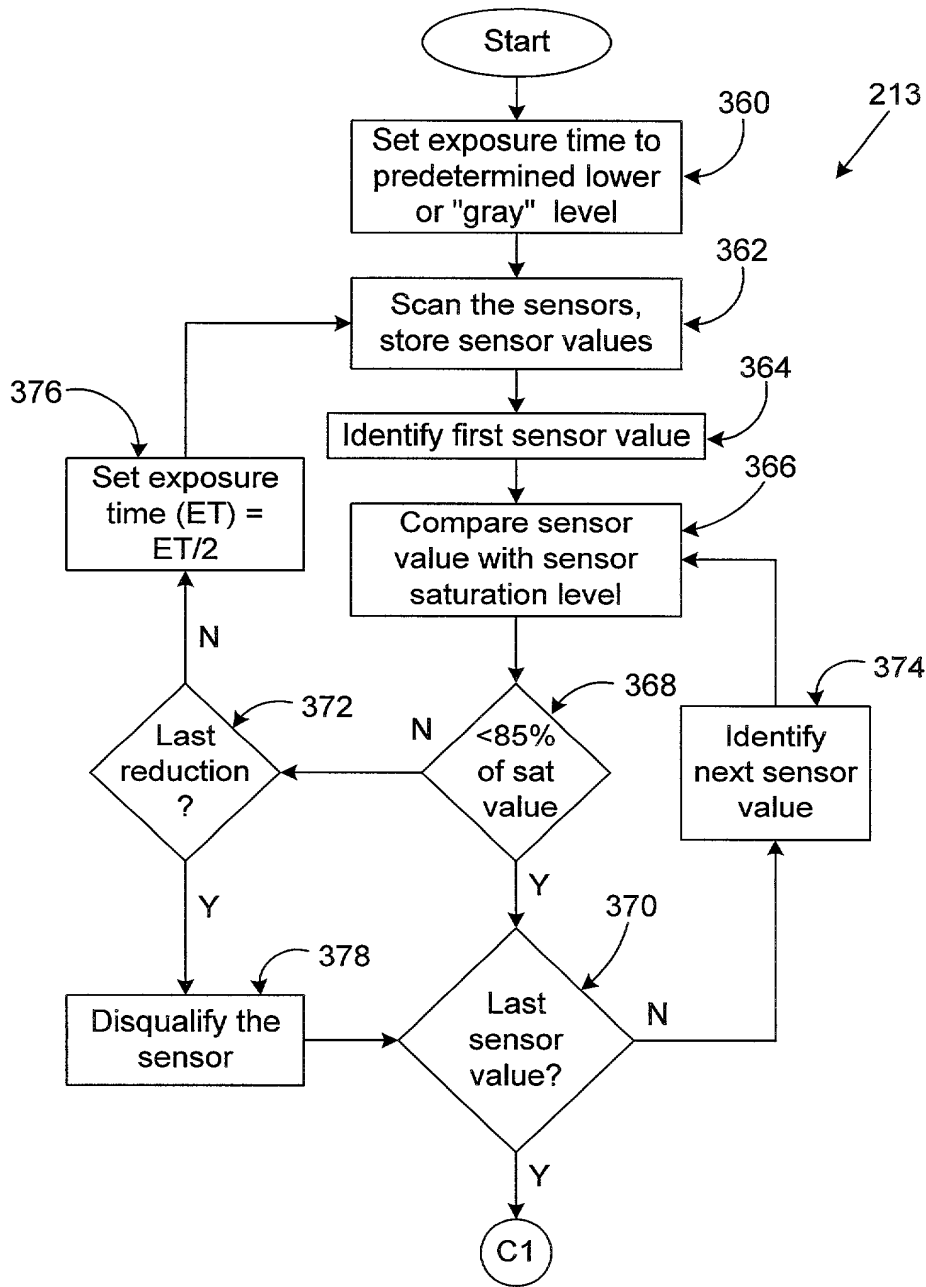 Start
213
360
Set exposure time to
predetermined lower
or "gray" level
362
Scan the sensors,
store sensor values
364
Identify first sensor value
376
Set exposure
time (ET) =
ET/2
366
Compare sensor
value with sensor
saturation level
N
374
Identify
next sensor
value
372
Last
reduction
?
N
368
<85%
of sat
value
Y
Y
370
378
Disqualify the
sensor
Last
sensor
value?
N
Y
C1